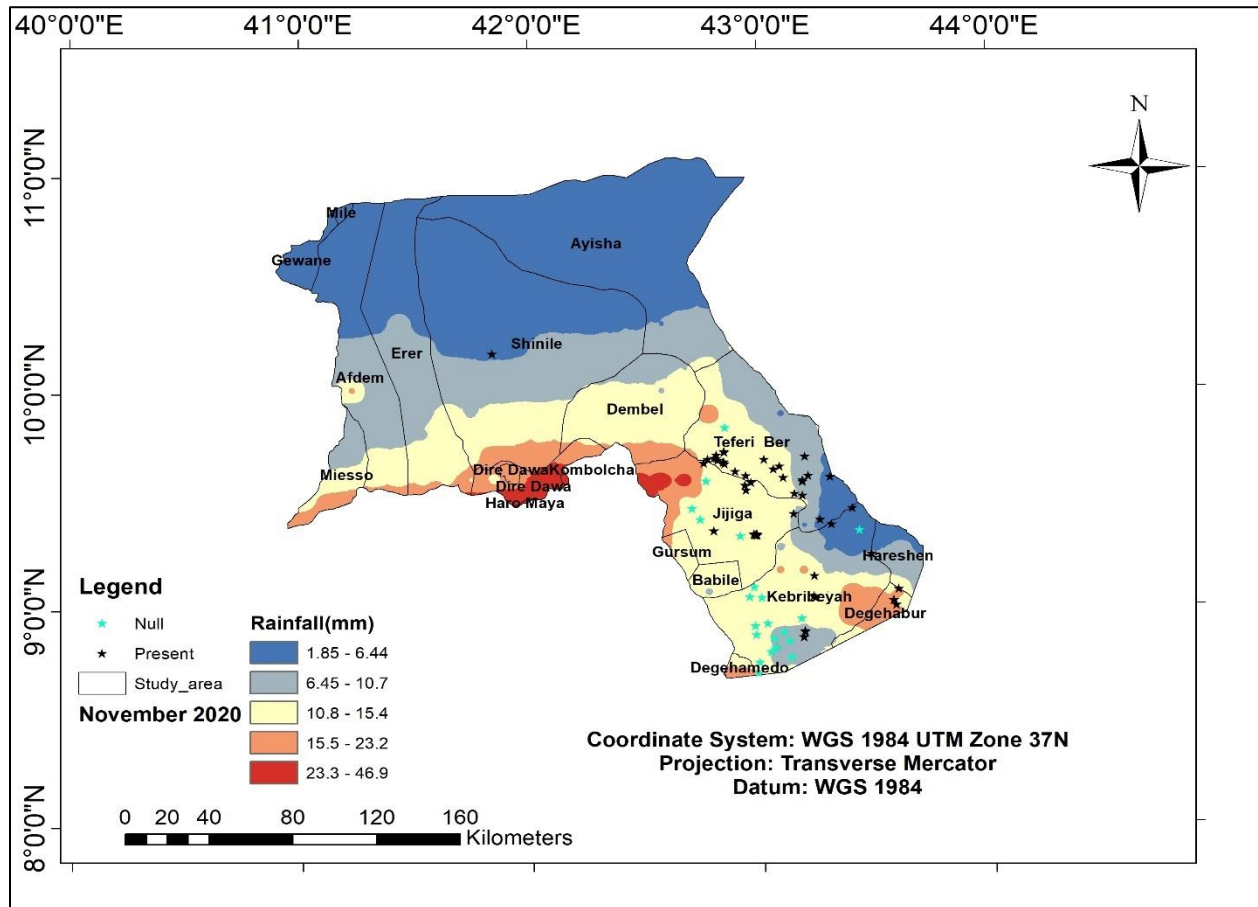 40°0'0"E 41°0'0"E 42°0'0"E 43°0'0"E 44°0'0"E
N
11°0'0"N
10°0'0"N
9°0'0"N
8°0'0"N
Mile
Ayisha
Gewane
Shinile
Erer
Afdem
Dembel
Teferi Ber
Miesso
Dire Dawa Kombolcha
Dire Dawa
Haro Maya
Jijiga
Gursum
Hareshen
Babile
Kebribeyah
Degehabur
Degehamedo
Legend
Null
Present
Study_area
November 2020
Rainfall(mm)
1.85 - 6.44
6.45 - 10.7
10.8 - 15.4
15.5 - 23.2
23.3 - 46.9
Coordinate System: WGS 1984 UTM Zone 37N
Projection: Transverse Mercator
Datum: WGS 1984
0 20 40 80 120 160
Kilometers